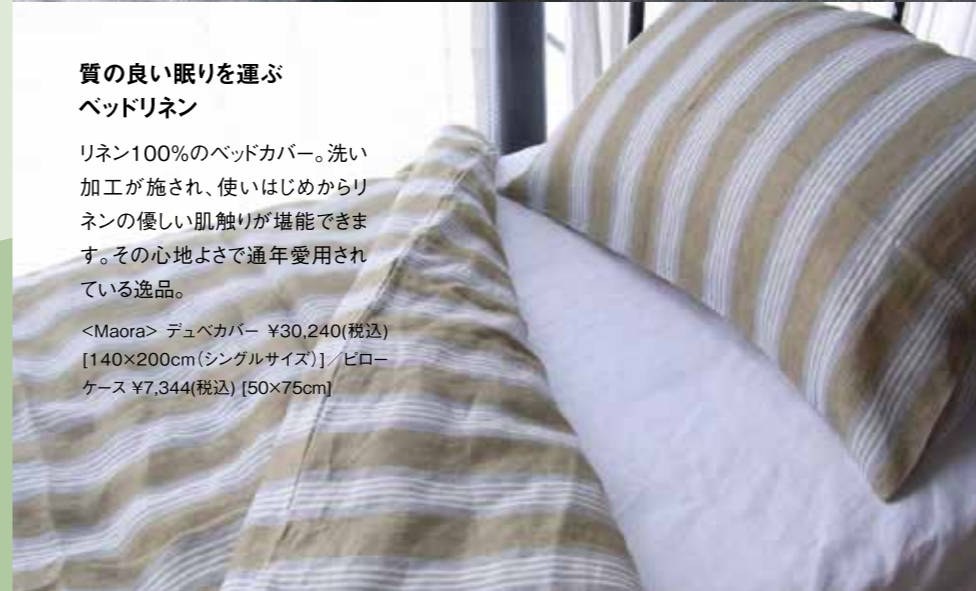 質の良い眠りを運ぶ
ベッドリネン
リネン100%のベッドカバー。洗い
加工が施され、使いはじめからリ
ネンの優しい肌触りが堪能できま
す。その心地よさで通年愛用され
ている逸品。
<Maora> デュベカバー ¥30,240(税込)
[140×200cm(シングルサイズ)]／ピロー
ケース ¥7,344(税込) [50×75cm]